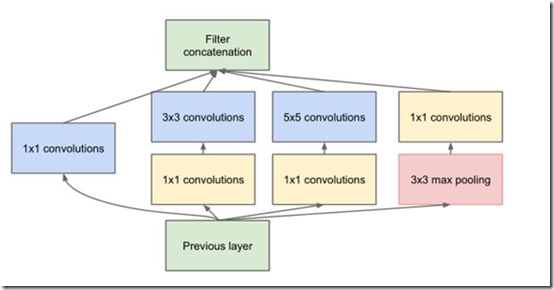 Filter
concatenation
3x3 convolutions
5x5 convolutions
1x1 convolutions
1x1 convolutions
1x1 convolutions
1x1 convolutions
3x3 max pooling
Previous layer